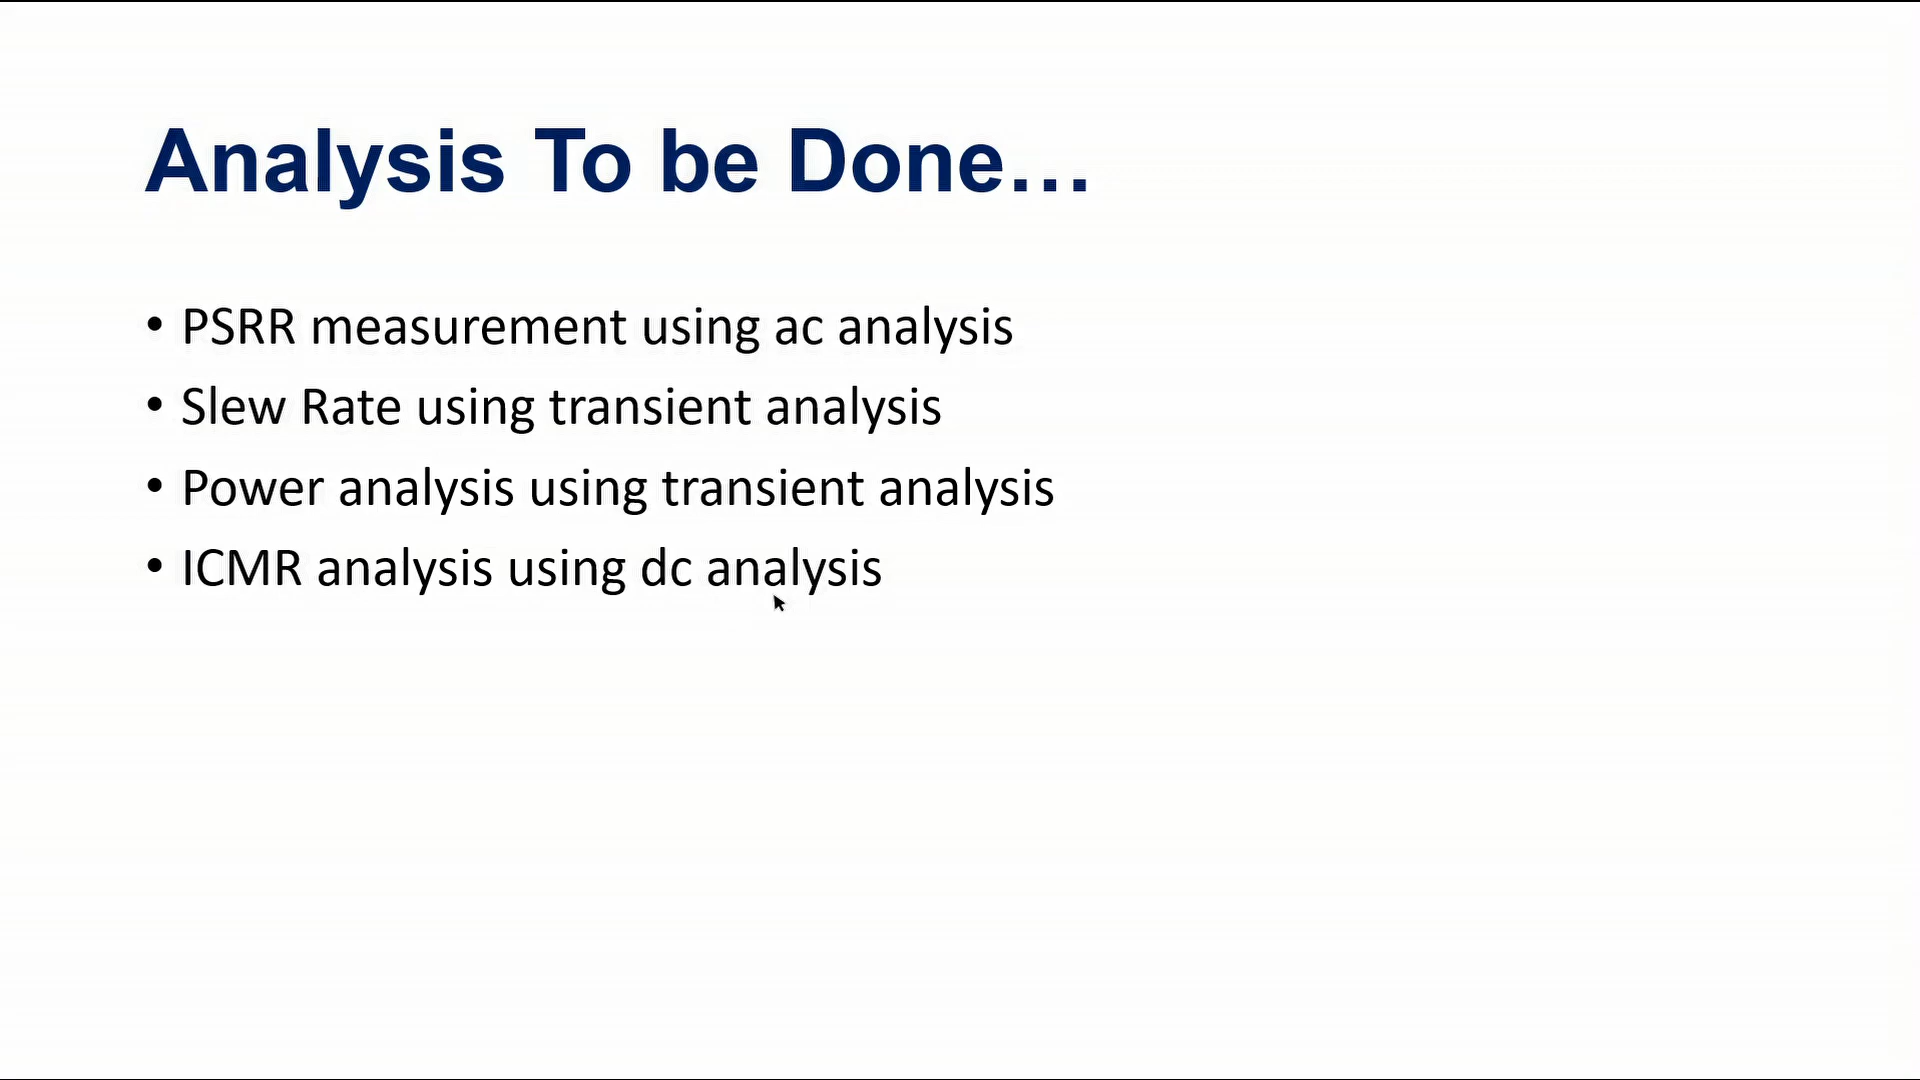 Analysis To be Done...
• PSRR measurement using ac analysis
• Slew Rate using transient analysis
• Power analysis using transient analysis
• ICMR analysis using dc analysis